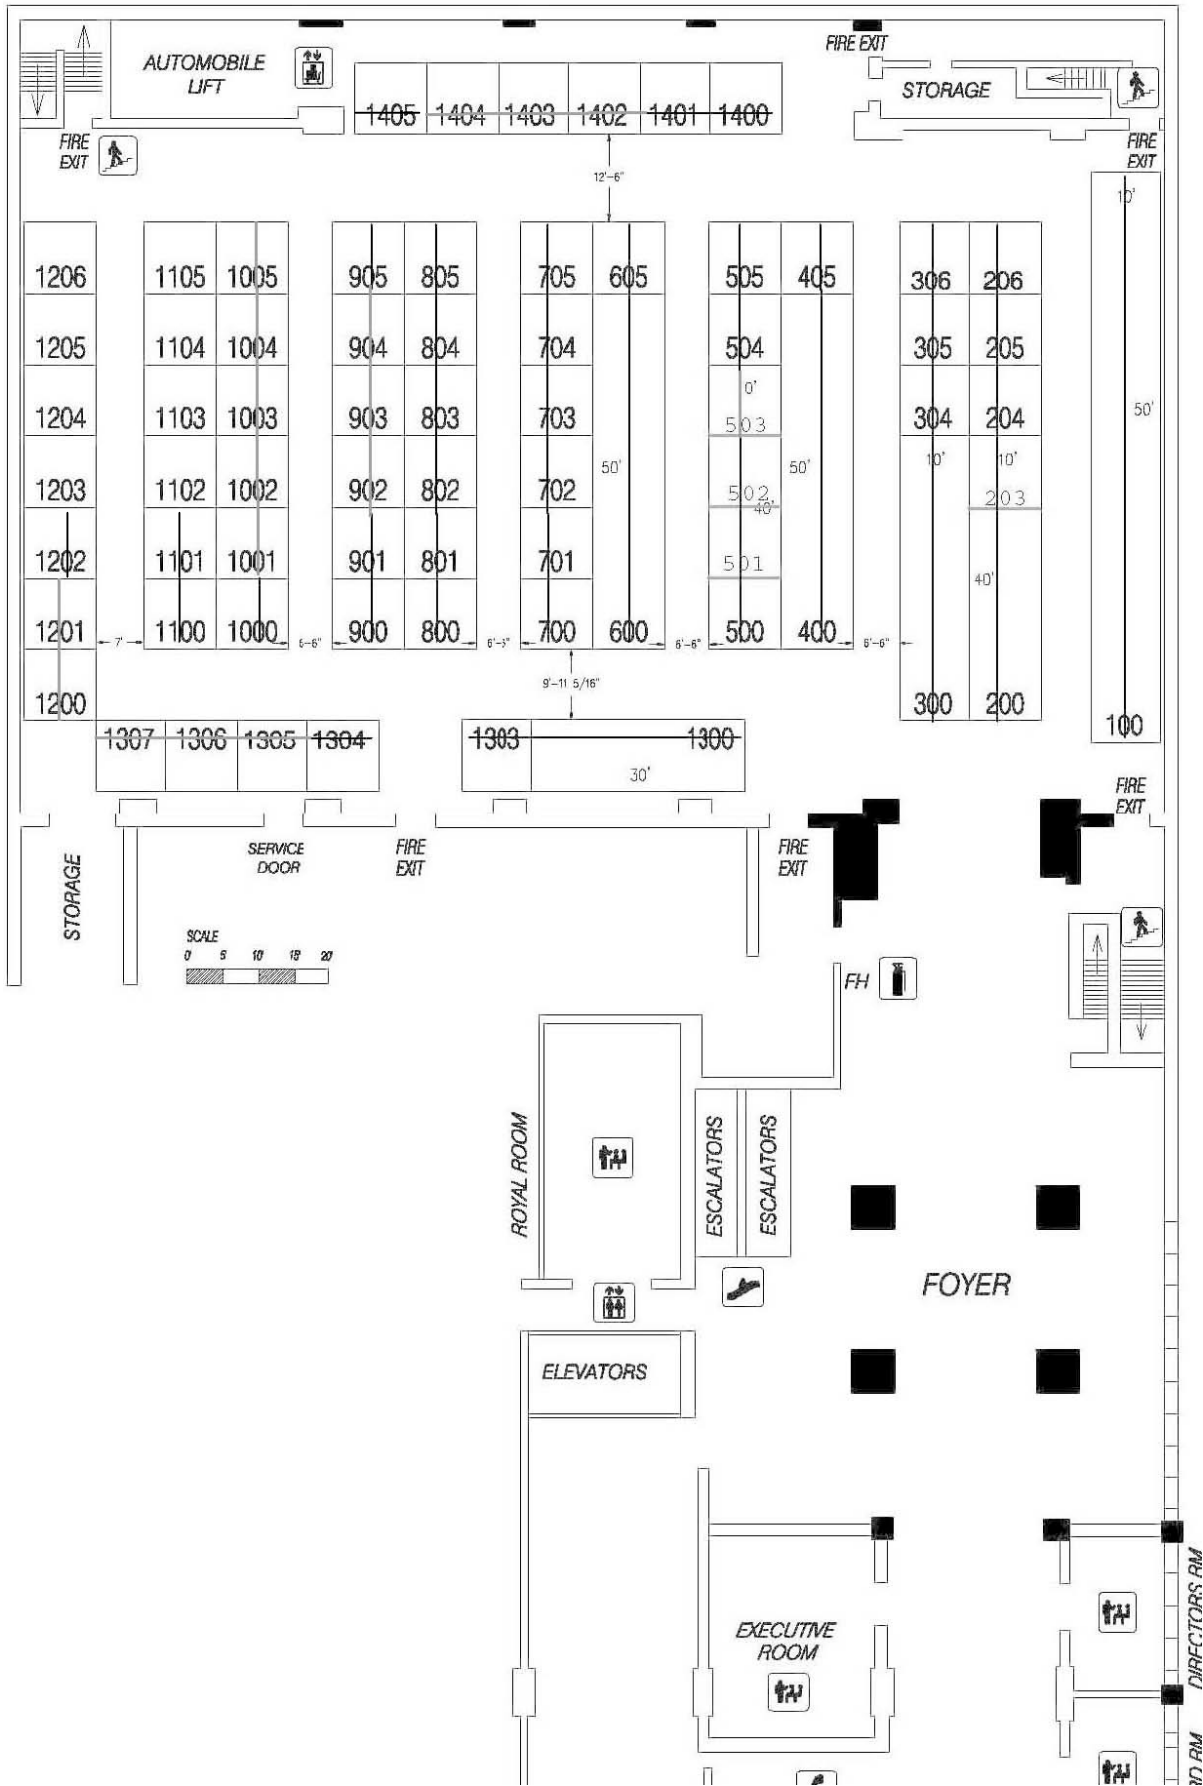 FIRE EXIT
AUTOMOBILE
LIFT
STORAGE
1405 1404 1403 1402 1401 1400
FIRE
EXIT
FIRE
EXIT
12'-6"
10'
1206 1105 1005 905 805 705 605 505 405 306 206
1205 1104 1004 904 804 704 504 305 205
0'
1204 1103 1003 903 803 703 503 304 204
50'
10' 10'
50' 50'
1203 1102 1002 902 802 702 502 203
40'
1202 1101 1001 901 801 701 501
40'
1201 1100 1000 900 800 700 600 500 400
7' 6'-6" 6'-6" 6'-6"
9'-11 5/16"
1200 300 200
100
1307 1306 1305 1304 1303 1300
30'
FIRE
EXIT
SERVICE
DOOR
FIRE
EXIT
FIRE
EXIT
STORAGE
SCALE
0 5 10 15 20
FH
ROYAL ROOM
ESCALATORS
ESCALATORS
FOYER
ELEVATORS
EXECUTIVE
ROOM
DIRECTORS RM
RM